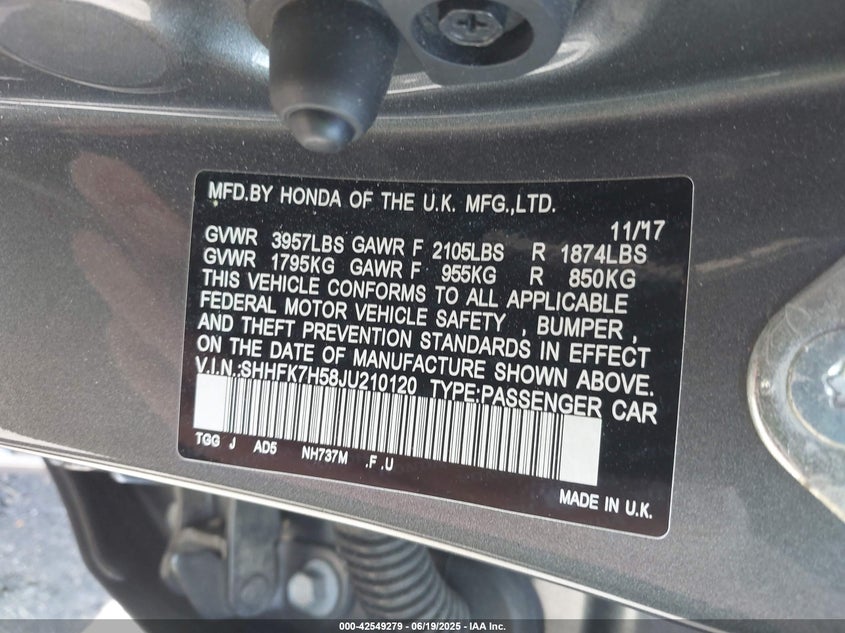 MFD.BY HONDA OF THE U.K. MFG.,LTD.
11/17
GVWR 3957LBS GAWR F 2105LBS R 1874LBS
GVWR 1795KG GAWR F 955KG R 850KG
THIS VEHICLE CONFORMS TO ALL APPLICABLE
FEDERAL MOTOR VEHICLE SAFETY , BUMPER ,
AND THEFT PREVENTION STANDARDS IN EFFECT
ON THE DATE OF MANUFACTURE SHOWN ABOVE.
V.I.N.:SHHFK7H58JU210120 TYPE:PASSENGER CAR
TGG J AD5 NH737M .F .U
MADE IN U.K.
000-42549279 - 06/19/2025 - IAA Inc.